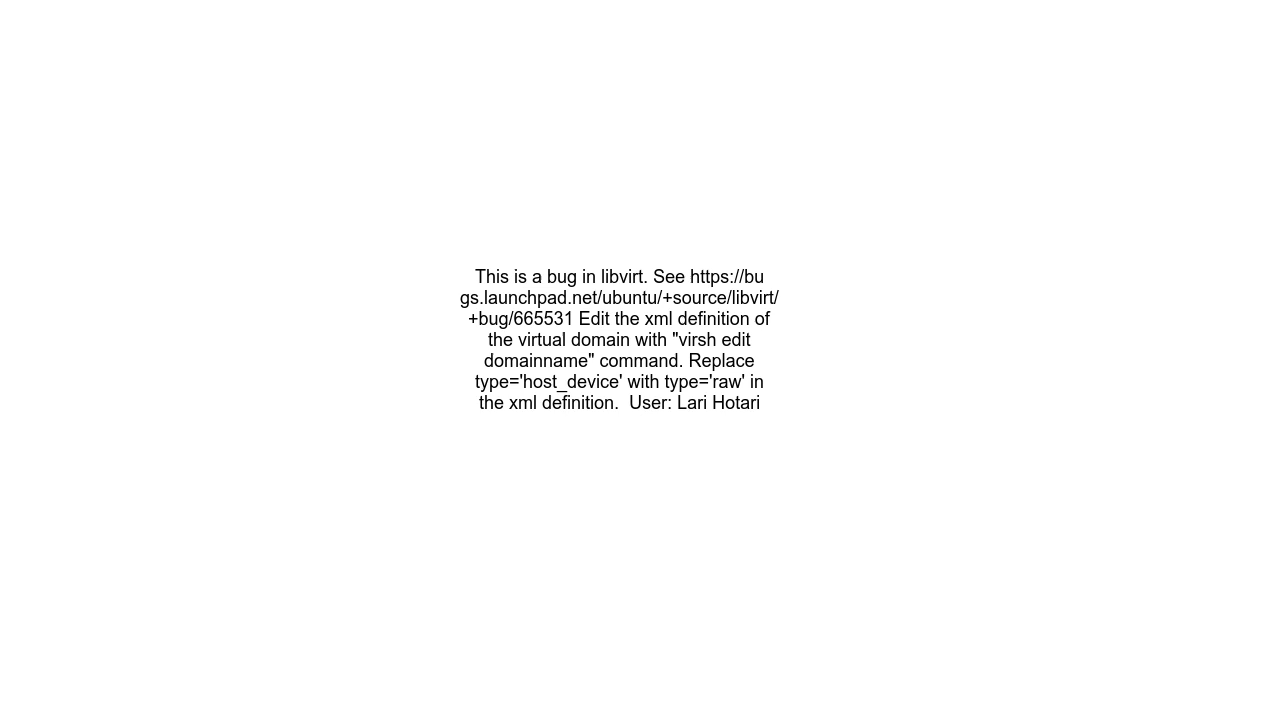 This is a bug in libvirt. See https://bu
gs.launchpad.net/ubuntu/+source/libvirt/
+bug/665531 Edit the xml definition of
the virtual domain with "virsh edit
domainname" command. Replace
type='host_device' with type='raw' in
the xml definition.  User: Lari Hotari